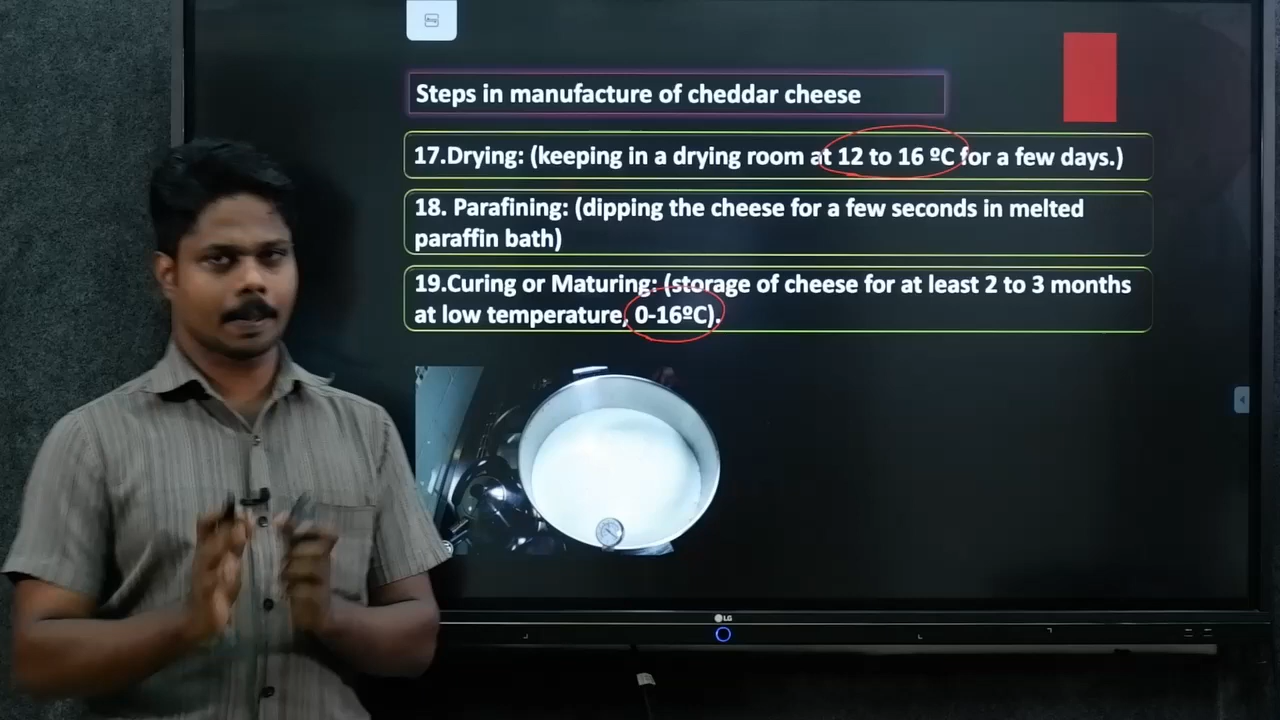 Steps in manufacture of cheddar cheese
17.Drying: (keeping in a drying room at 12 to 16 ºC for a few days.)
18. Parafining: (dipping the cheese for a few seconds in melted
paraffin bath)
19.Curing or Maturing: (storage of cheese for at least 2 to 3 months
at low temperature, 0-16ºC).
LG